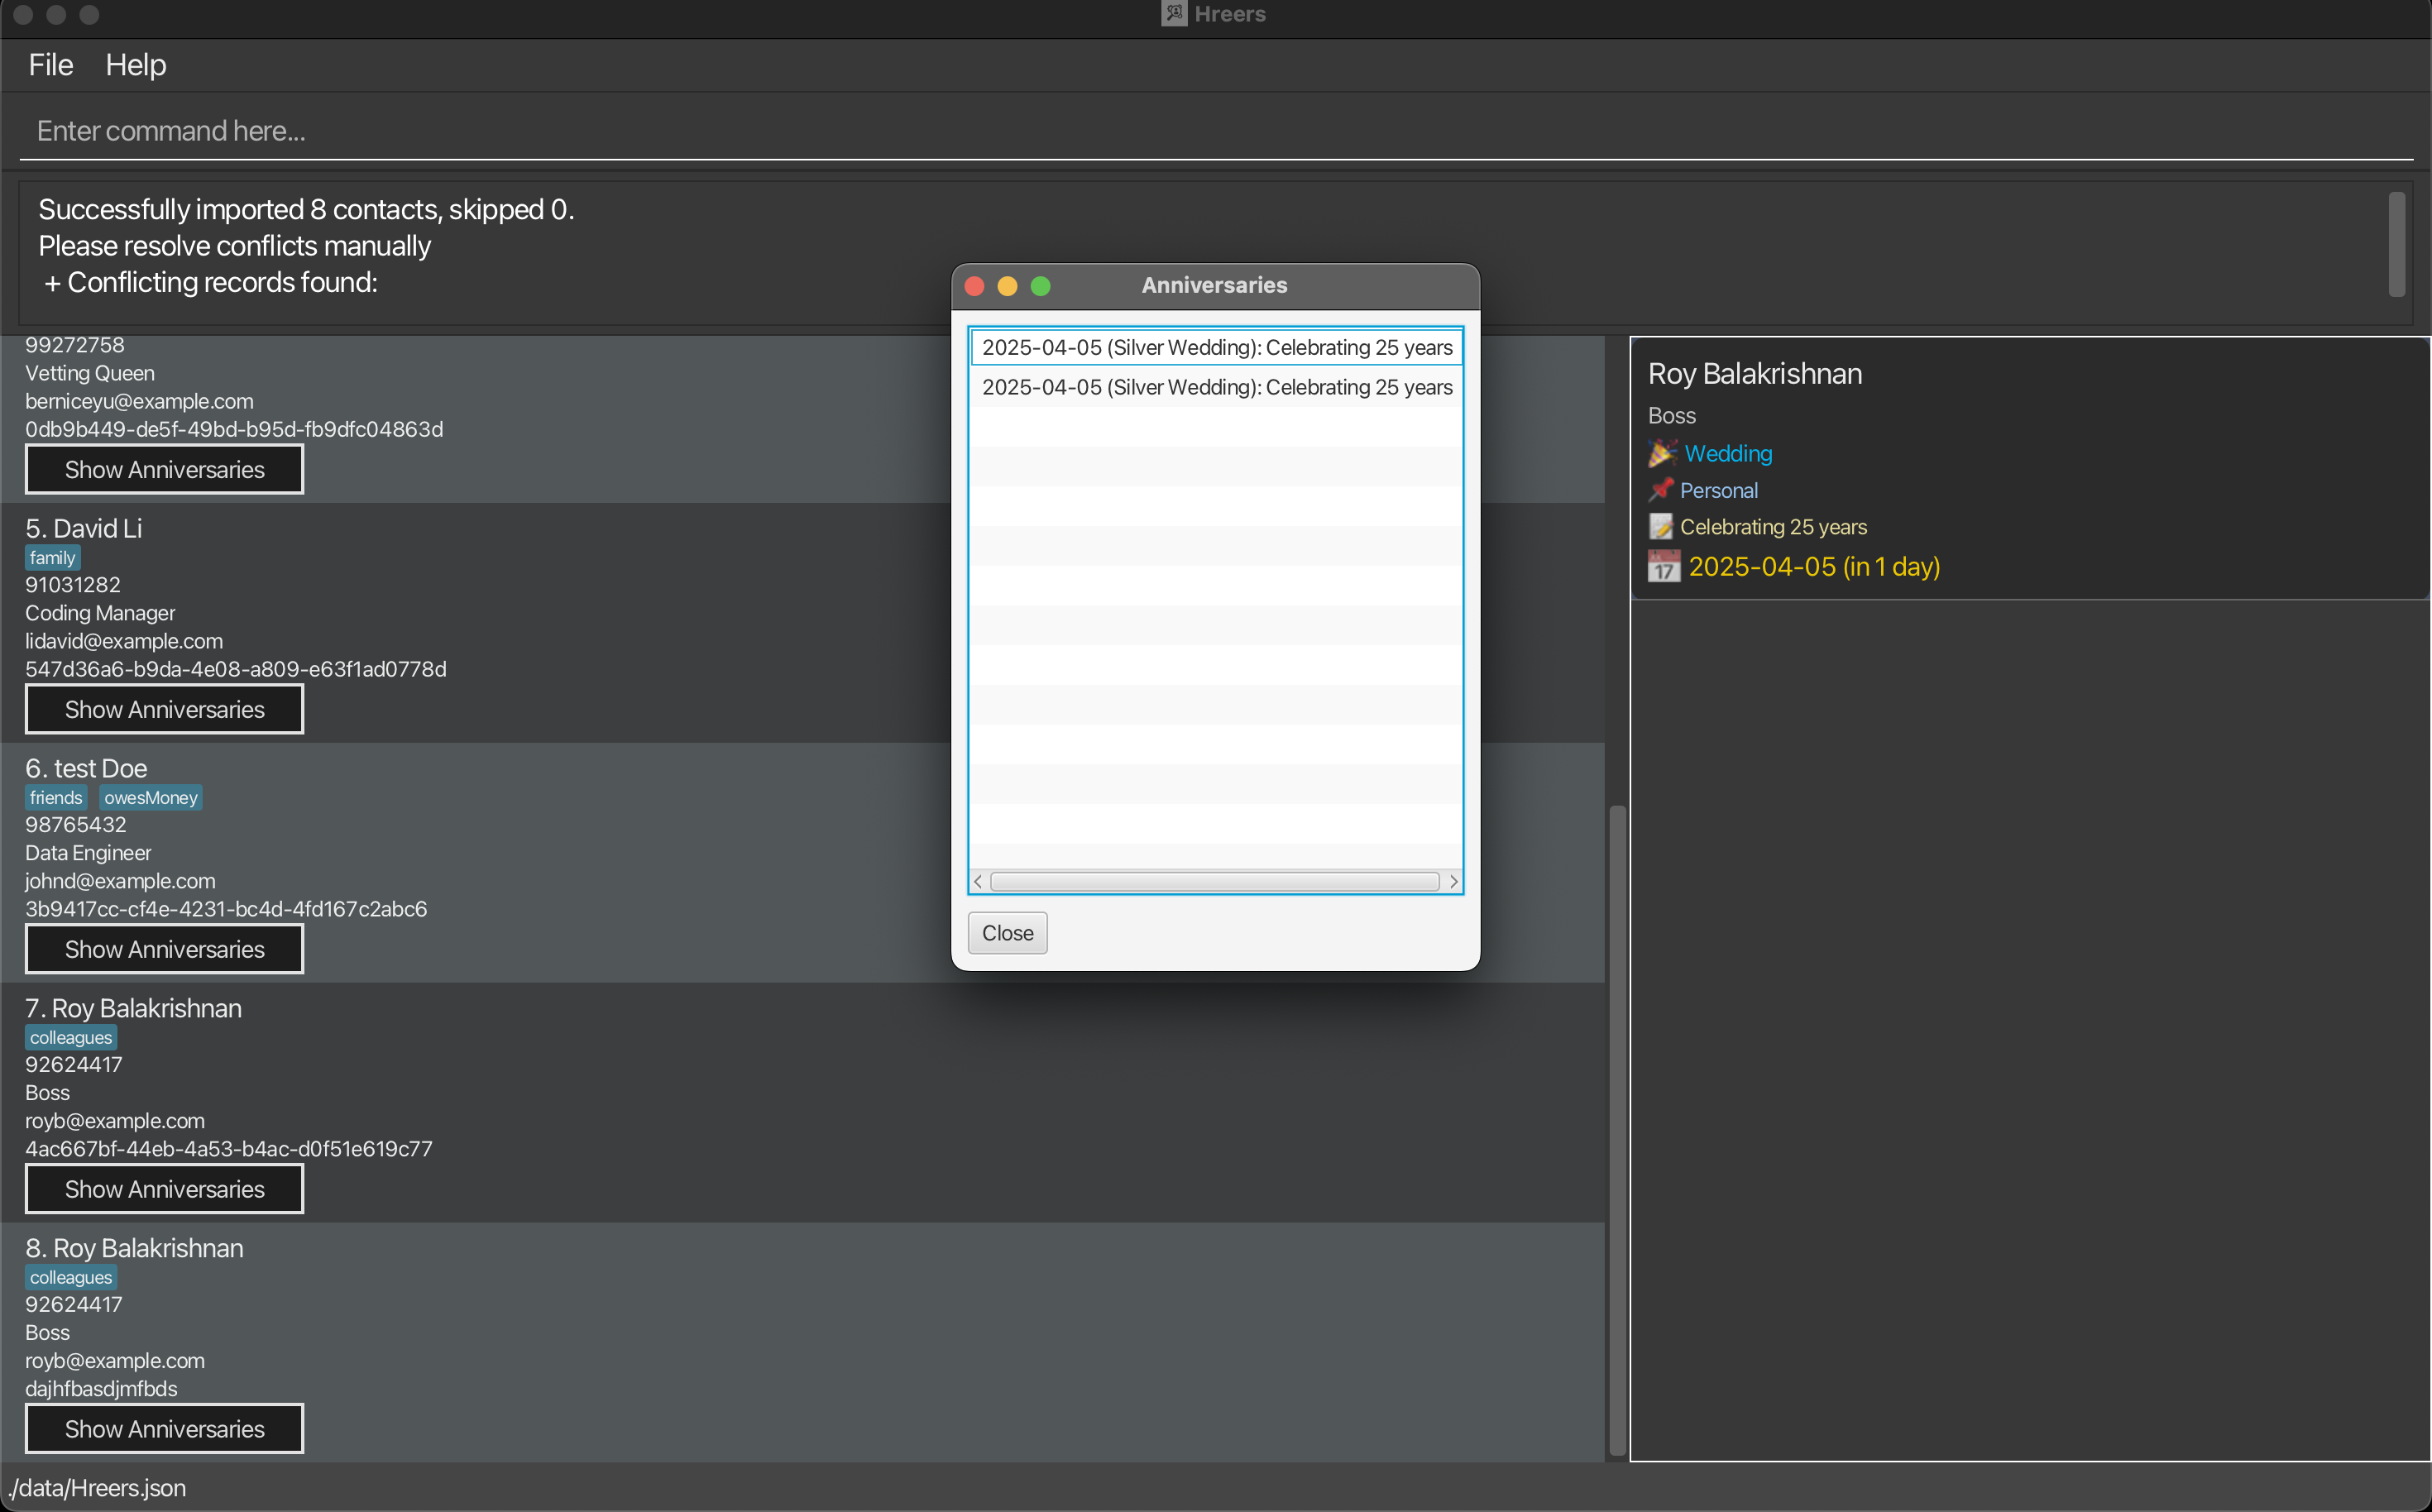 Hreers
File Help
Enter command here...
Successfully imported 8 contacts, skipped 0.
Please resolve conflicts manually
+ Conflicting records found:
99272758
Vetting Queen
berniceyu@example.com
0db9b449-de5f-49bd-b95d-fb9dfc04863d
Show Anniversaries
5. David Li
family
91031282
Coding Manager
lidavid@example.com
547d36a6-b9da-4e08-a809-e63f1ad0778d
Show Anniversaries
6. test Doe
friends owesMoney
98765432
Data Engineer
johnd@example.com
3b9417cc-cf4e-4231-bc4d-4fd167c2abc6
Show Anniversaries
7. Roy Balakrishnan
colleagues
92624417
Boss
royb@example.com
4ac667bf-44eb-4a53-b4ac-d0f51e619c77
Show Anniversaries
8. Roy Balakrishnan
colleagues
92624417
Boss
royb@example.com
dajhfbasdjmfbds
Show Anniversaries
Anniversaries
2025-04-05 (Silver Wedding): Celebrating 25 years
2025-04-05 (Silver Wedding): Celebrating 25 years
Close
Roy Balakrishnan
Boss
Wedding
Personal
Celebrating 25 years
17 2025-04-05 (in 1 day)
./data/Hreers.json